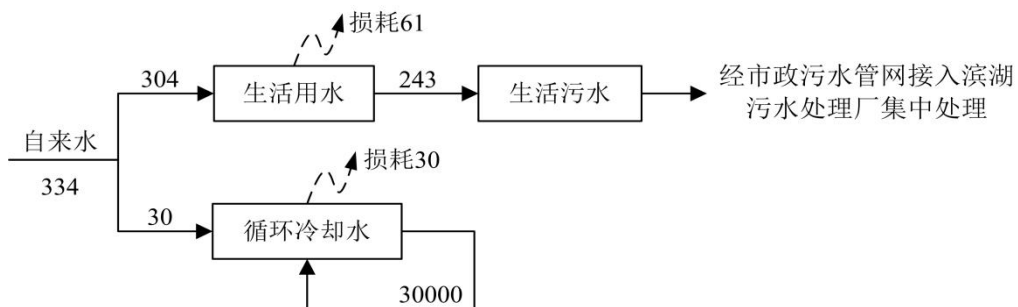 损耗61
304
生活用水
243
生活污水
经市政污水管网接入滨湖
污水处理厂集中处理
自来水
334
损耗30
30
循环冷却水
30000